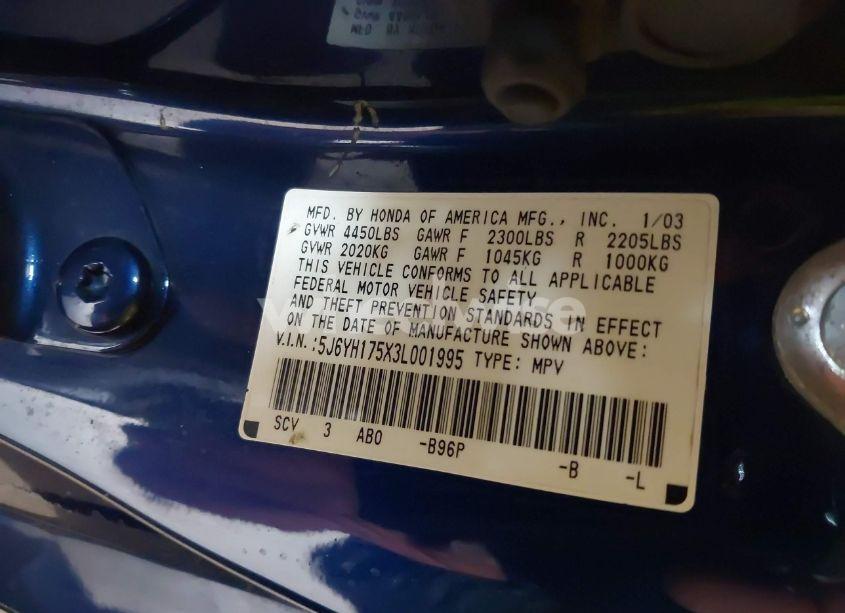 MFD. BY HONDA OF AMERICA MFG., INC. 1/03
GVWR 4450LBS GAWR F 2300LBS R 2205LBS
GVWR 2020KG GAWR F 1045KG R 1000KG
THIS VEHICLE CONFORMS TO ALL APPLICABLE
FEDERAL MOTOR VEHICLE SAFETY
AND THEFT PREVENTION STANDARDS IN EFFECT
ON THE DATE OF MANUFACTURE SHOWN ABOVE:
V.I.N.:5J6YH175X3L001995 TYPE: MPV
SCV 3 ABO -B96P -B -L